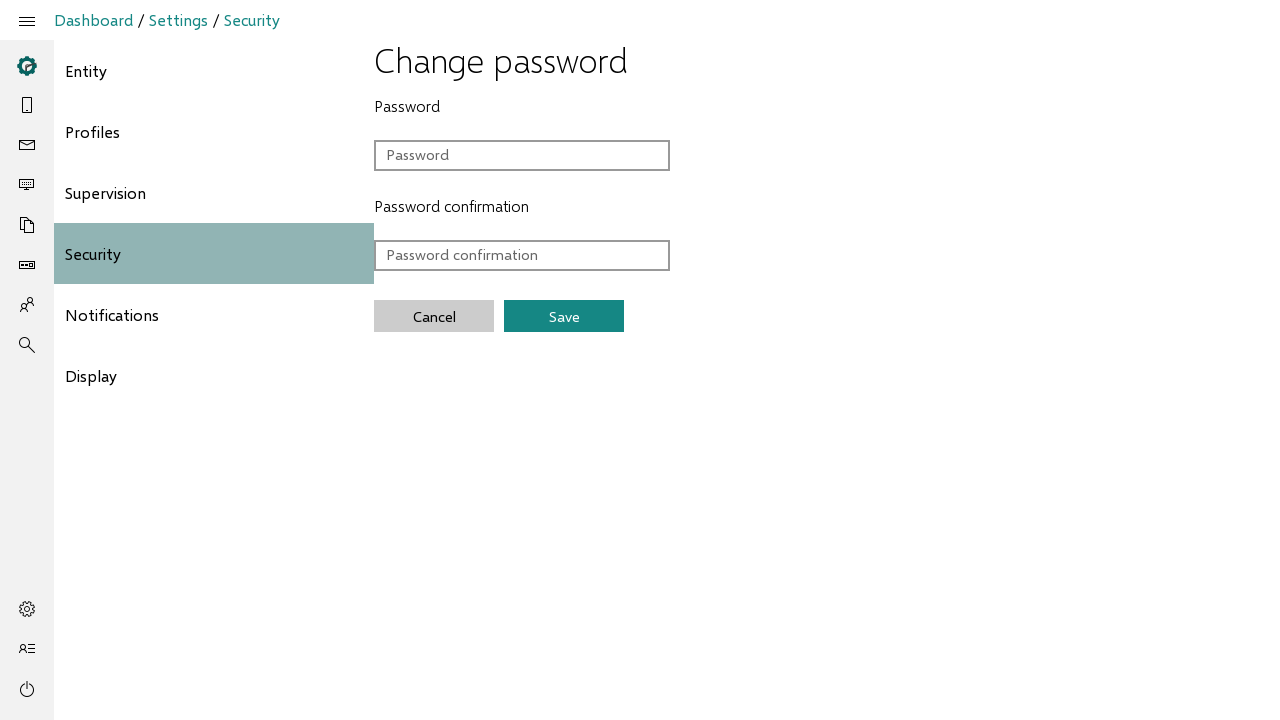 Dashboard / Settings / Security
Entity
Profiles
Supervision
Security
Notifications
Display
Change password
Password
Password
Password confirmation
Password confirmation
Cancel
Save